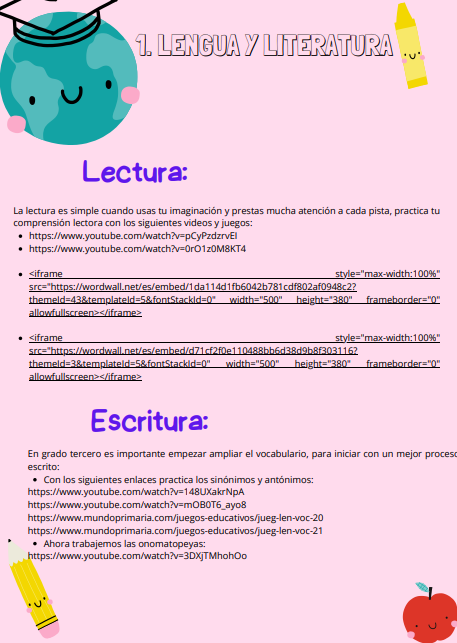 1. LENGUA Y LITERATURA
Lectura:
La lectura es simple cuando usas tu imaginación y prestas mucha atención a cada pista, practica tu
comprensión lectora con los siguientes videos y juegos:
• https://www.youtube.com/watch?v=pCyPzdzrvEI
• https://www.youtube.com/watch?v=0rO1z0M8KT4
• <iframe style="max-width:100%"
src="https://wordwall.net/es/embed/1da114d1fb6042b781cdf802af0948c2?
themeId=43&templateId=5&fontStackId=0" width="500" height="380" frameborder="0"
allowfullscreen></iframe>
• <iframe style="max-width:100%"
src="https://wordwall.net/es/embed/d71cf2f0e110488bb6d38d9b8f303116?
themeId=3&templateId=5&fontStackId=0" width="500" height="380" frameborder="0"
allowfullscreen></iframe>
Escritura:
En grado tercero es importante empezar ampliar el vocabulario, para iniciar con un mejor proceso
escrito:
• Con los siguientes enlaces practica los sinónimos y antónimos:
https://www.youtube.com/watch?v=148UXakrNpA
https://www.youtube.com/watch?v=mOB0T6_ayo8
https://www.mundoprimaria.com/juegos-educativos/jueg-len-voc-20
https://www.mundoprimaria.com/juegos-educativos/jueg-len-voc-21
• Ahora trabajemos las onomatopeyas:
https://www.youtube.com/watch?v=3DXjTMhohOo